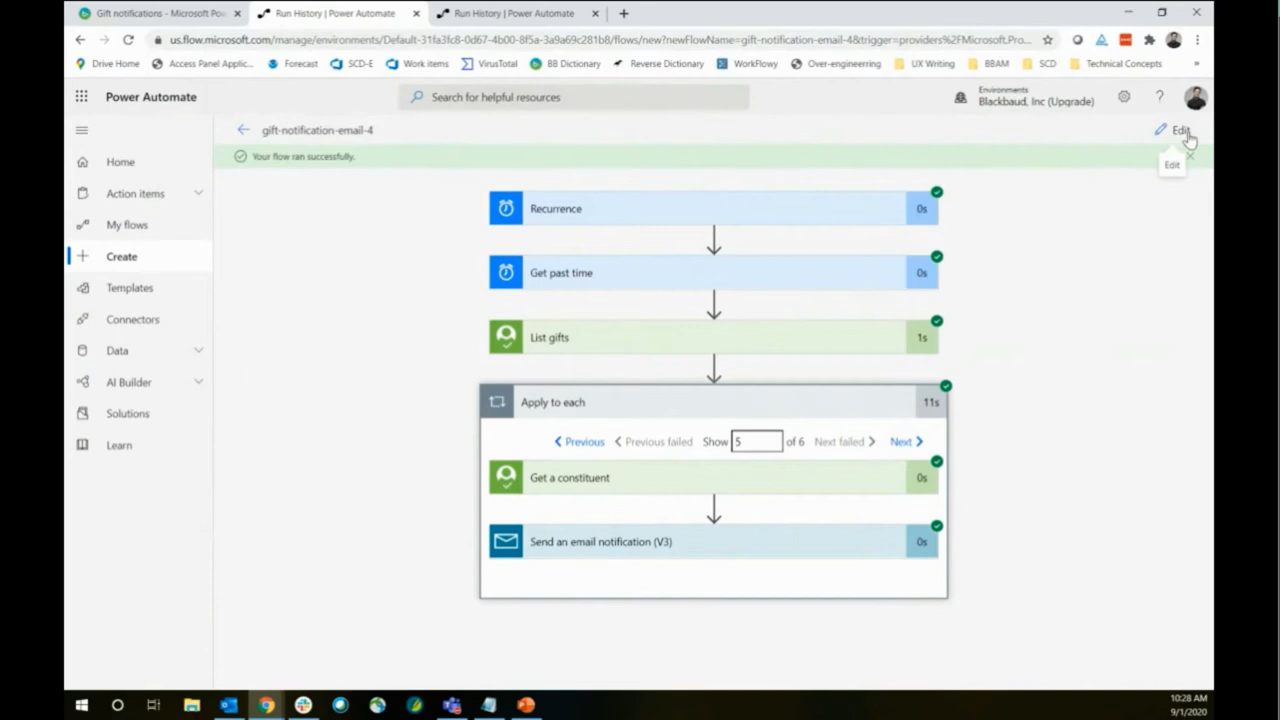 Gift notifications - Microsoft Po
Run History | Power Automate
Run History | Power Automate
us.flow.microsoft.com/manage/environments/Default-31fa3fc8-0d67-4b00-8f5a-3a9a69c281b8/flows/new?newFlowName=gift-notification-email-4&trigger=providers%2FMicrosoft.Pro...
Drive Home
Access Panel Applic...
Forecast
SCD-E
Work items
VirusTotal
BB Dictionary
Reverse Dictionary
WorkFlowy
Over-engineering
UX Writing
BBAM
SCD
Technical Concepts
»
Power Automate
Search for helpful resources
Environments
Blackbaud, Inc (Upgrade)
?
gift-notification-email-4
Edit
Your flow ran successfully.
Edit
Home
Action items
My flows
Create
Templates
Connectors
Data
AI Builder
Solutions
Learn
Recurrence 0s
Get past time 0s
List gifts 1s
Apply to each 11s
Previous Previous failed Show 5 of 6 Next failed Next
Get a constituent 0s
Send an email notification (V3) 0s
10:28 AM
9/1/2020